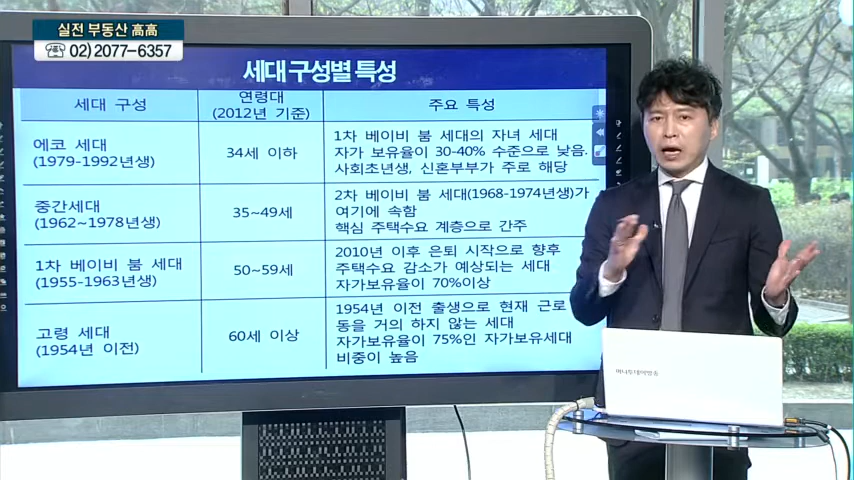 실전 부동산 高高
☎ 02)2077-6357
세대 구성별 특성
세대 구성
연령대
(2012년 기준)
주요 특성
에코 세대
(1979-1992년생)
34세 이하
1차 베이비 붐 세대의 자녀 세대
자가 보유율이 30-40% 수준으로 낮음.
사회초년생, 신혼부부가 주로 해당
중간세대
(1962~1978년생)
35~49세
2차 베이비 붐 세대(1968-1974년생)가
여기에 속함
핵심 주택수요 계층으로 간주
1차 베이비 붐 세대
(1955-1963년생)
50~59세
2010년 이후 은퇴 시작으로 향후
주택수요 감소가 예상되는 세대
자가보유율이 70%이상
고령 세대
(1954년 이전)
60세 이상
1954년 이전 출생으로 현재 근로
동을 거의 하지 않는 세대
자가보유율이 75%인 자가보유세대
비중이 높음
머니투데이방송